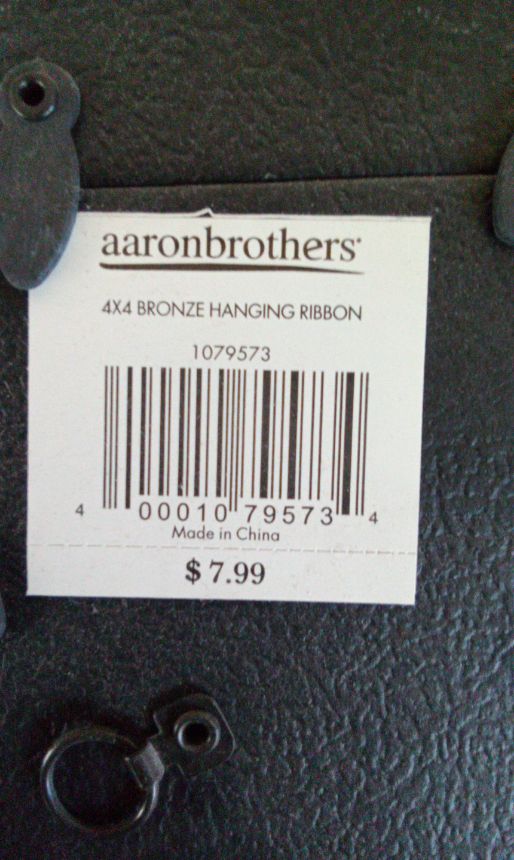 aaronbrothers
4X4 BRONZE HANGING RIBBON
1079573
4 00010 79573 4
Made in China
$ 7.99